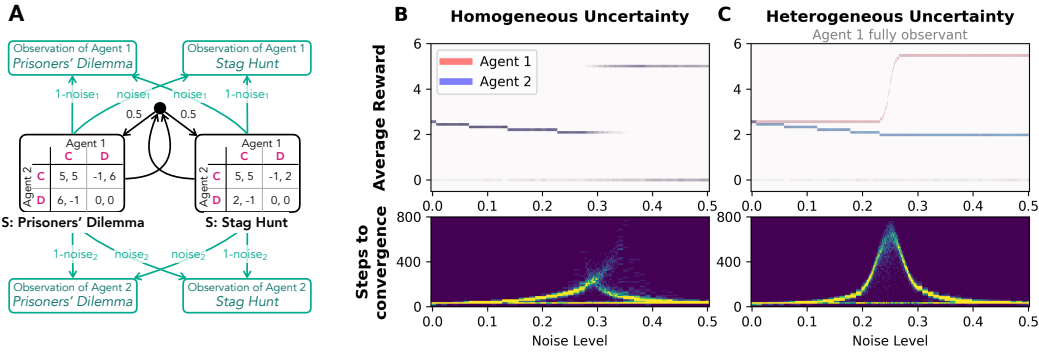 A
Observation of Agent 1
Prisoners' Dilemma
Observation of Agent 1
Stag Hunt
1-noise₁ noise₁ noise₁ 1-noise₁
0.5 0.5
Agent 1
C D
Agent 2
C 5, 5 -1, 6
D 6, -1 0, 0
S: Prisoners' Dilemma
Agent 1
C D
Agent 2
C 5, 5 -1, 2
D 2, -1 0, 0
S: Stag Hunt
1-noise₂ noise₂ noise₂ 1-noise₂
Observation of Agent 2
Prisoners' Dilemma
Observation of Agent 2
Stag Hunt
B
Homogeneous Uncertainty
Average Reward
6
4
2
0
Agent 1
Agent 2
0.0 0.1 0.2 0.3 0.4 0.5
Steps to
convergence
800
400
0
0.0 0.1 0.2 0.3 0.4 0.5
Noise Level
C
Heterogeneous Uncertainty
Agent 1 fully observant
6
4
2
0
0.0 0.1 0.2 0.3 0.4 0.5
800
400
0
0.0 0.1 0.2 0.3 0.4 0.5
Noise Level